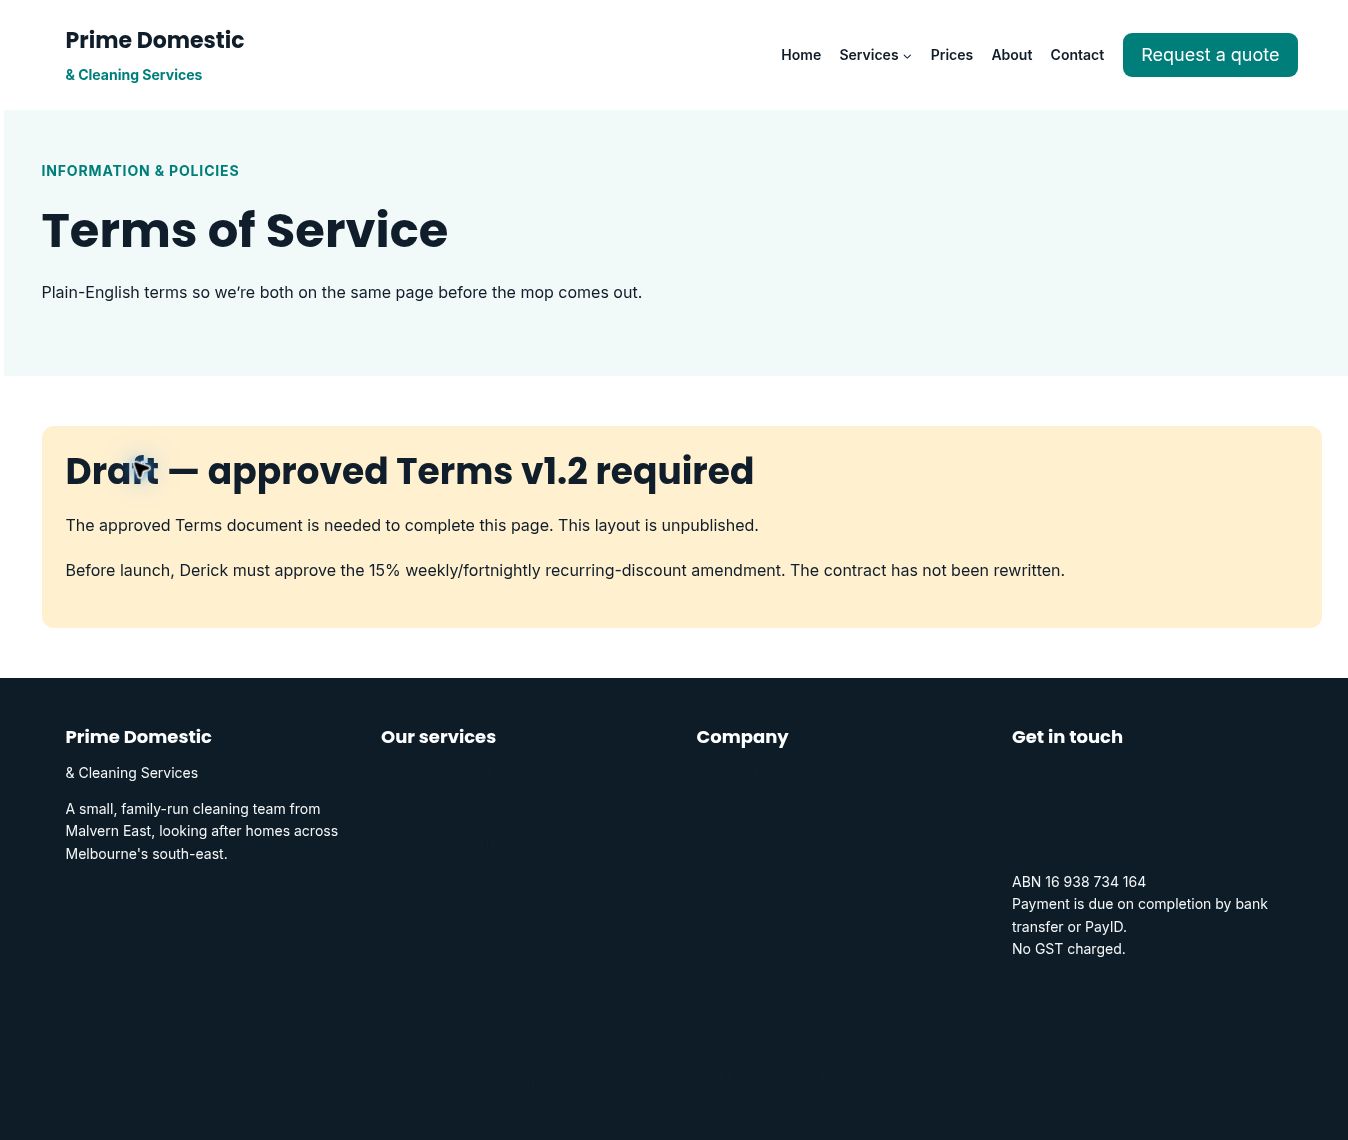 Prime Domestic
& Cleaning Services
Home
Services
Prices
About
Contact
Request a quote
INFORMATION & POLICIES
Terms of Service
Plain-English terms so we're both on the same page before the mop comes out.
Draft — approved Terms v1.2 required
The approved Terms document is needed to complete this page. This layout is unpublished.
Before launch, Derick must approve the 15% weekly/fortnightly recurring-discount amendment. The contract has not been rewritten.
Prime Domestic
& Cleaning Services
A small, family-run cleaning team from
Malvern East, looking after homes across
Melbourne's south-east.
Our services
Company
Get in touch
ABN 16 938 734 164
Payment is due on completion by bank
transfer or PayID.
No GST charged.